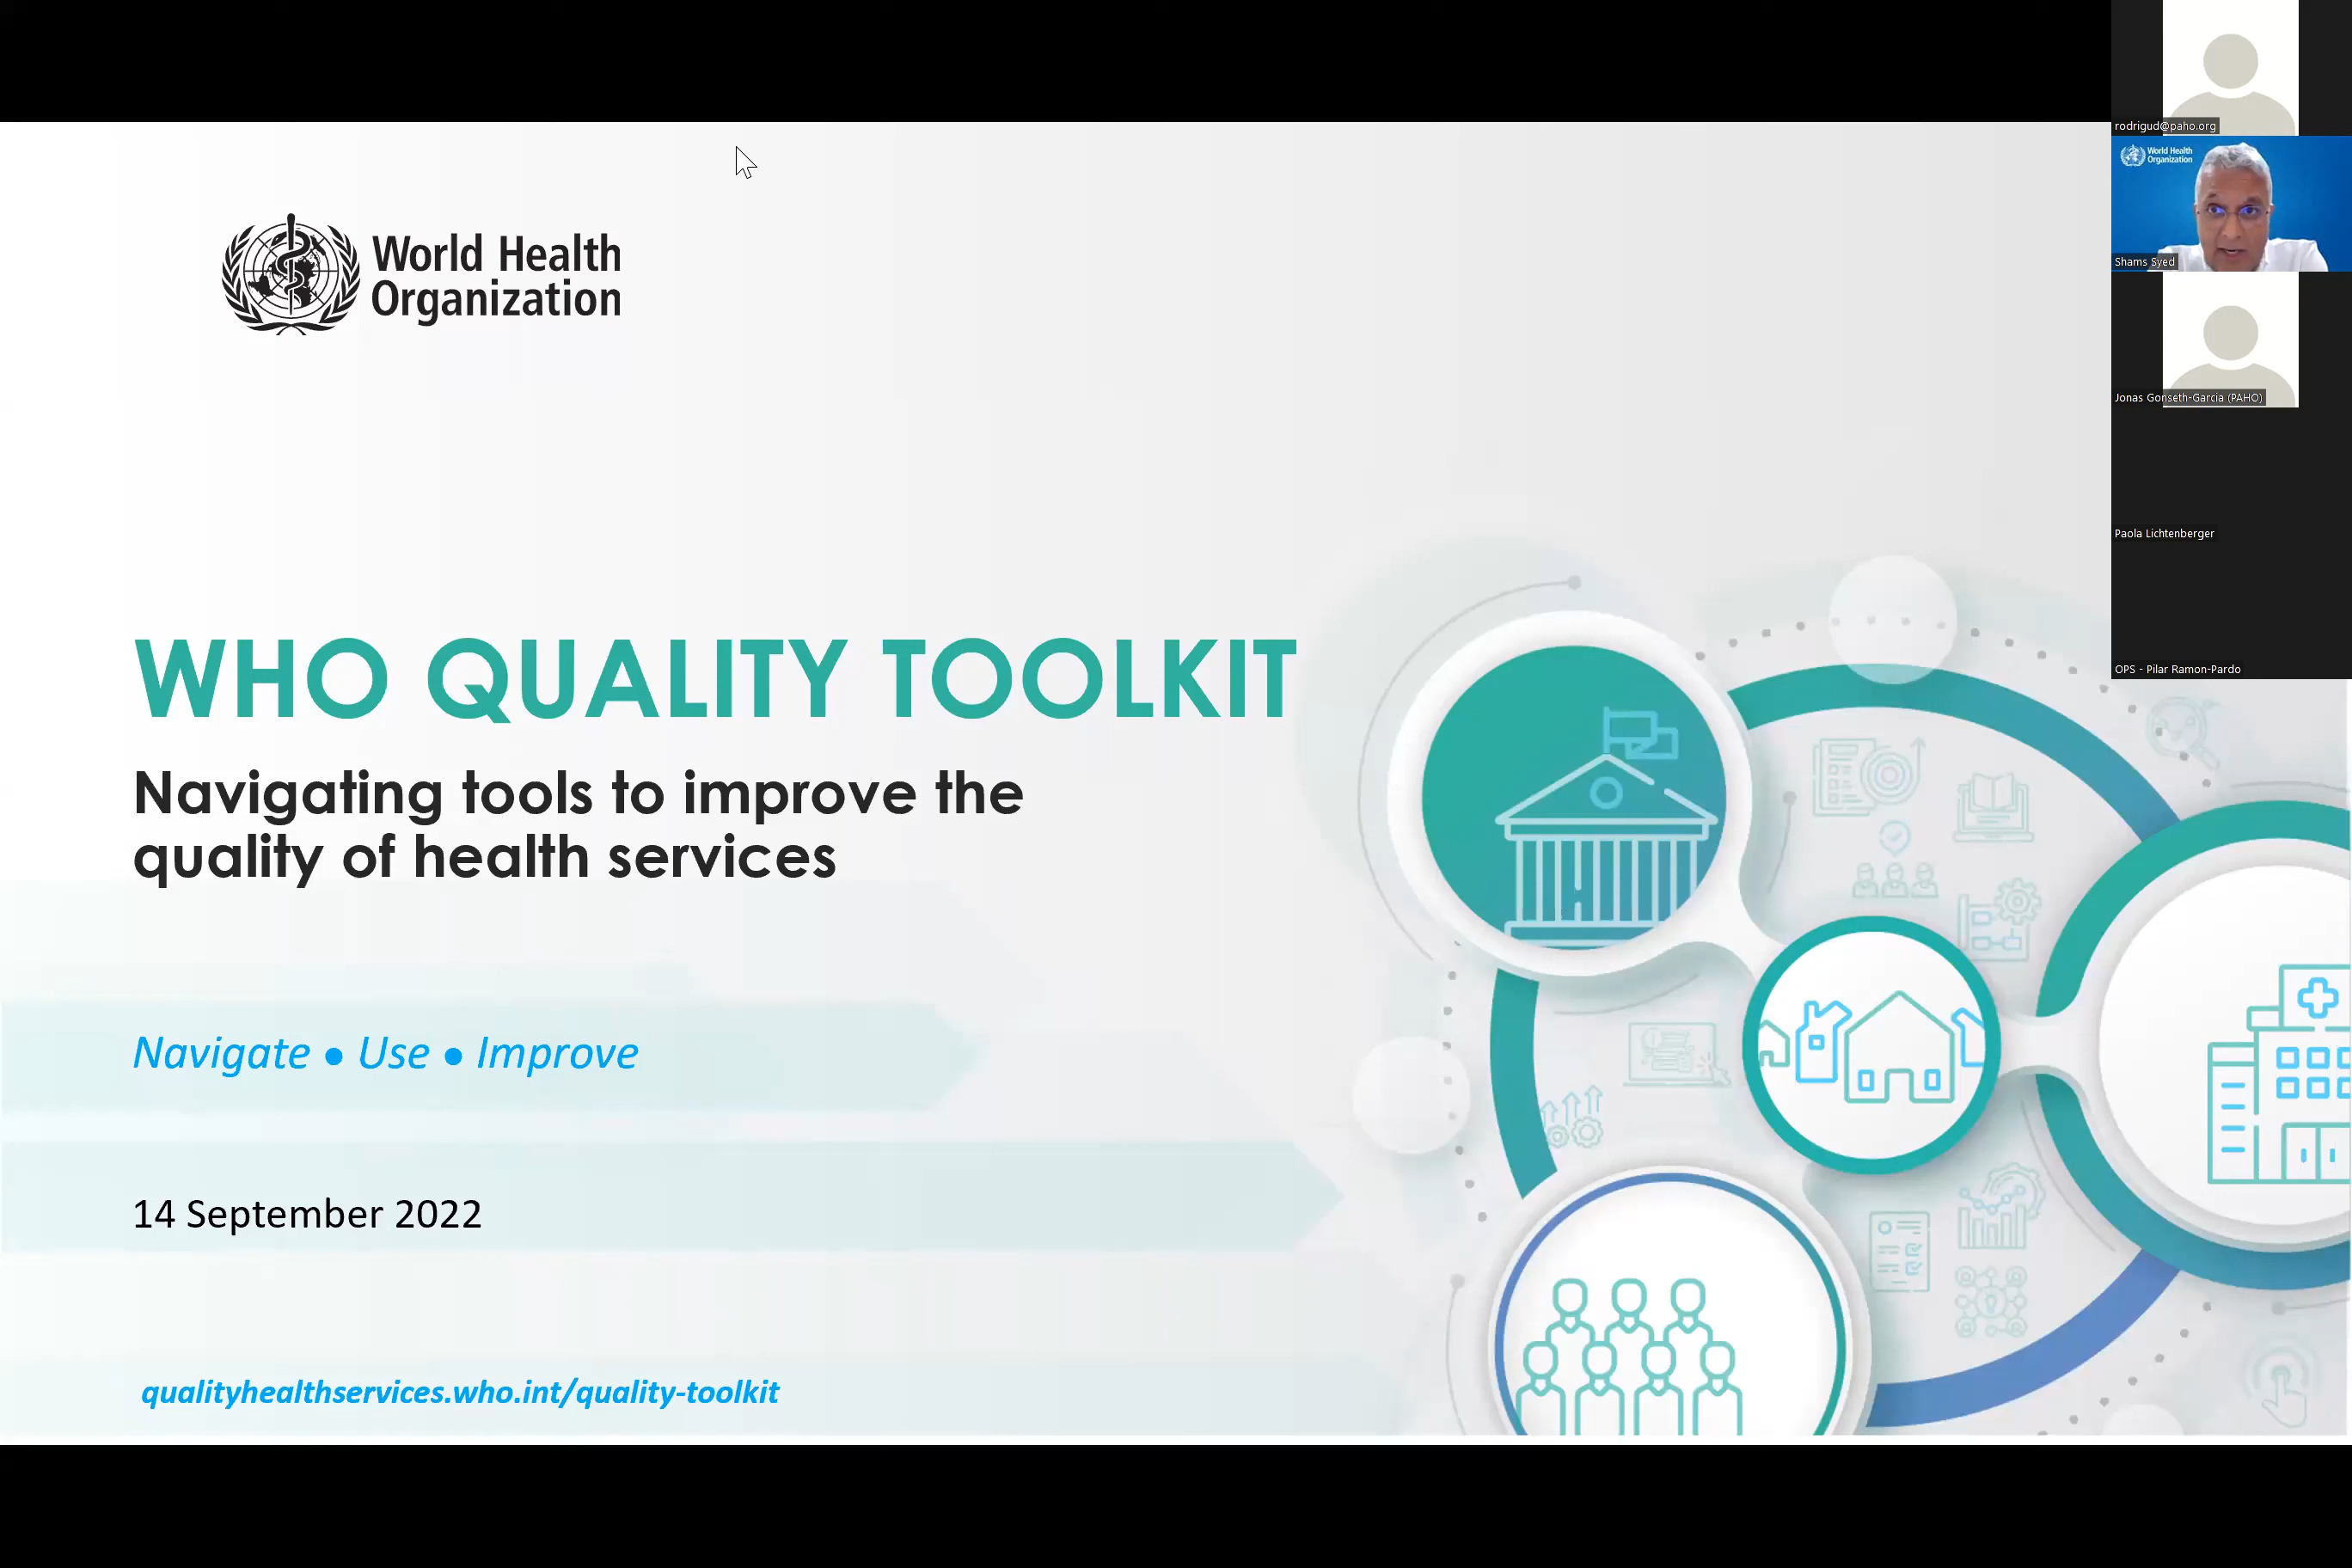 World Health
Organization
WHO QUALITY TOOLKIT
Navigating tools to improve the
quality of health services
Navigate • Use • Improve
14 September 2022
qualityhealthservices.who.int/quality-toolkit
rodrigud@paho.org
World Health
Organization
Shams Syed
Jonas Gonseth-Garcia (PAHO)
Paola Lichtenberger
OPS - Pilar Ramon-Pardo